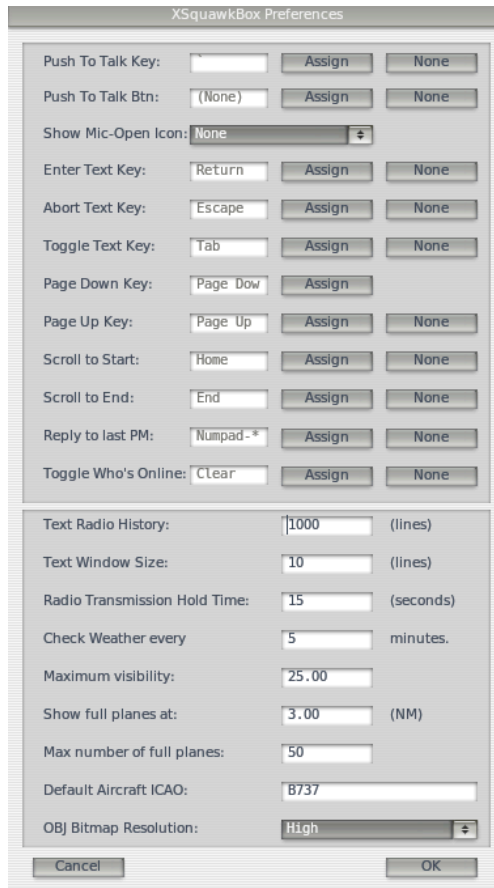 XSquawkBox Preferences
Push To Talk Key: ` Assign None
Push To Talk Btn: (None) Assign None
Show Mic-Open Icon: None
Enter Text Key: Return Assign None
Abort Text Key: Escape Assign None
Toggle Text Key: Tab Assign None
Page Down Key: Page Dow Assign
Page Up Key: Page Up Assign None
Scroll to Start: Home Assign None
Scroll to End: End Assign None
Reply to last PM: Numpad-* Assign None
Toggle Who's Online: Clear Assign None
Text Radio History: 1000 (lines)
Text Window Size: 10 (lines)
Radio Transmission Hold Time: 15 (seconds)
Check Weather every 5 minutes.
Maximum visibility: 25.00
Show full planes at: 3.00 (NM)
Max number of full planes: 50
Default Aircraft ICAO: B737
OBJ Bitmap Resolution: High
Cancel OK